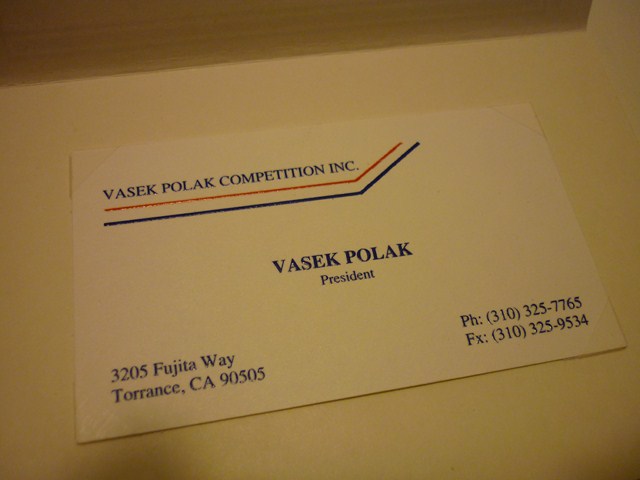 VASEK POLAK COMPETITION INC.
VASEK POLAK
President
Ph: (310) 325-7765
Fx: (310) 325-9534
3205 Fujita Way
Torrance, CA 90505